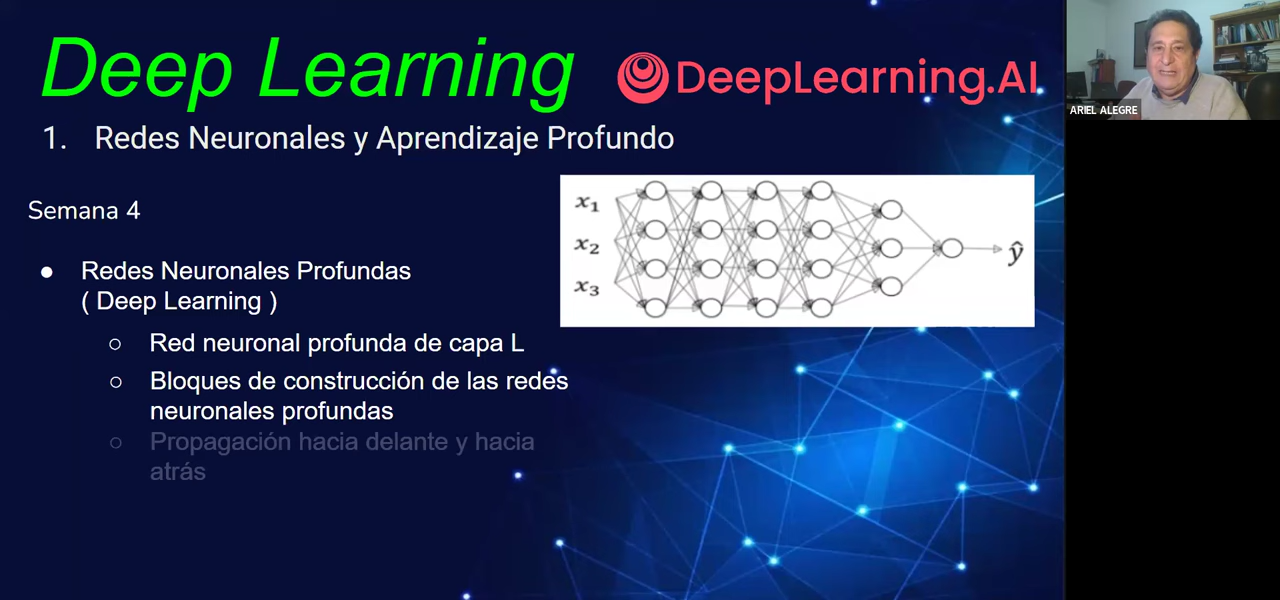 Deep Learning
DeepLearning.AI
ARIEL ALEGRE
1. Redes Neuronales y Aprendizaje Profundo
Semana 4
● Redes Neuronales Profundas
( Deep Learning )
○ Red neuronal profunda de capa L
○ Bloques de construcción de las redes
neuronales profundas
○ Propagación hacia delante y hacia
atrás
x₁
x₂
x₃
ŷ